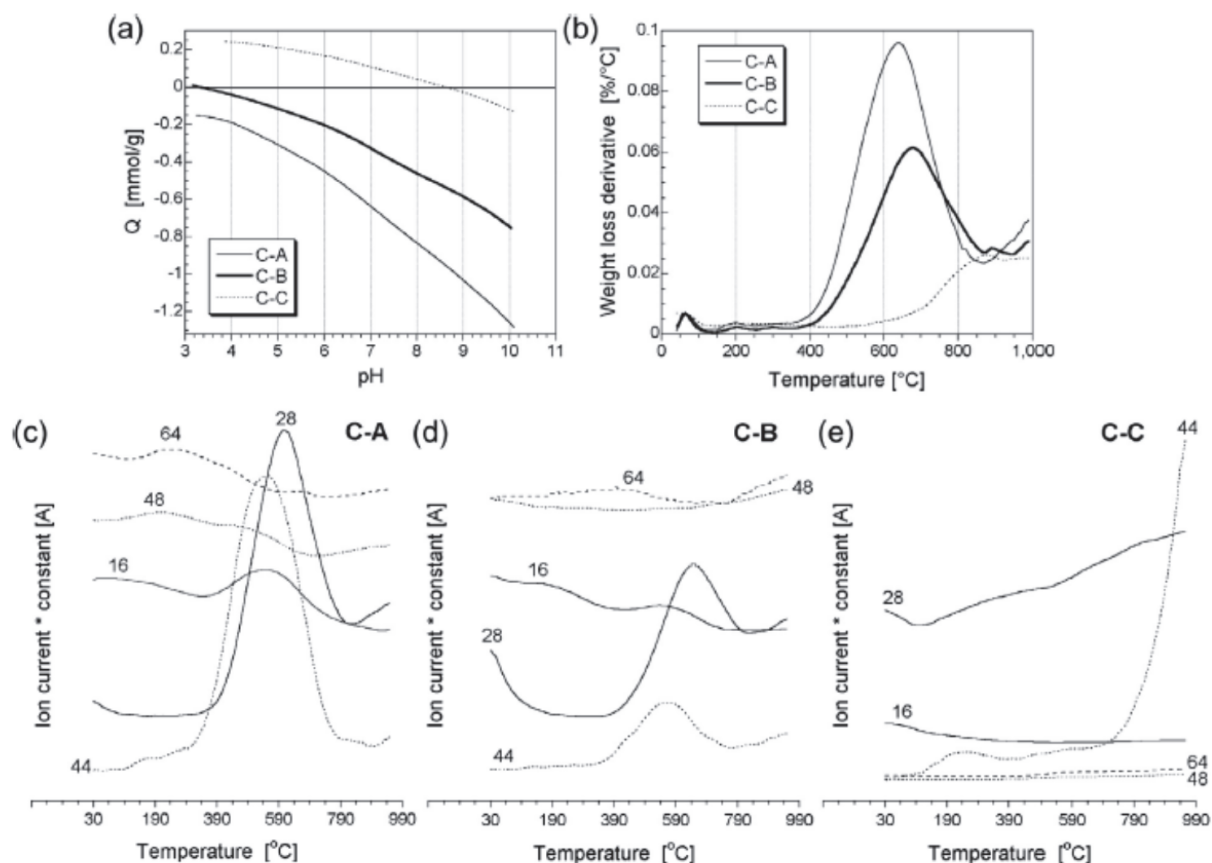 (a)
0.2
0
-0.2
-0.4
-0.6
-0.8
-1
-1.2
Q [mmol/g]
C-A
C-B
C-C
3 4 5 6 7 8 9 10 11
pH
(b)
0.1
0.08
0.06
0.04
0.02
0
Weight loss derivative [%/°C]
C-A
C-B
C-C
0 200 400 600 800 1,000
Temperature [°C]
(c)
C-A
28
64
48
16
44
Ion current * constant [A]
30 190 390 590 790 990
Temperature [°C]
(d)
C-B
64
48
16
28
44
Ion current * constant [A]
30 190 390 590 790 990
Temperature [°C]
(e)
C-C
44
28
16
64
48
Ion current * constant [A]
30 190 390 590 790 990
Temperature [°C]